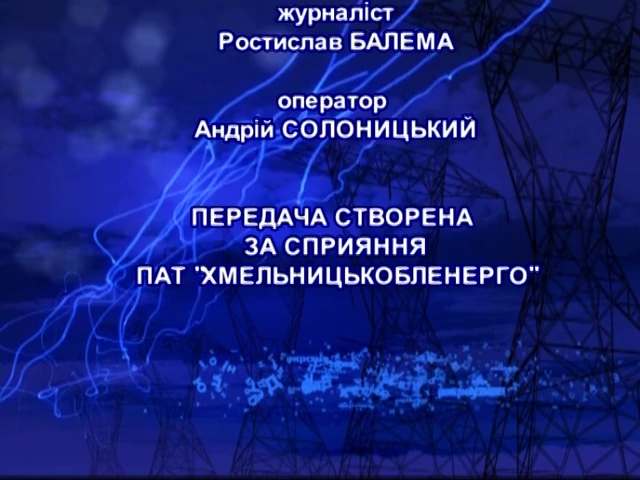 журналіст
Ростислав БАЛЕМА
оператор
Андрій СОЛОНИЦЬКИЙ
ПЕРЕДАЧА СТВОРЕНА
ЗА СПРИЯННЯ
ПАТ "ХМЕЛЬНИЦЬКОБЛЕНЕРГО"